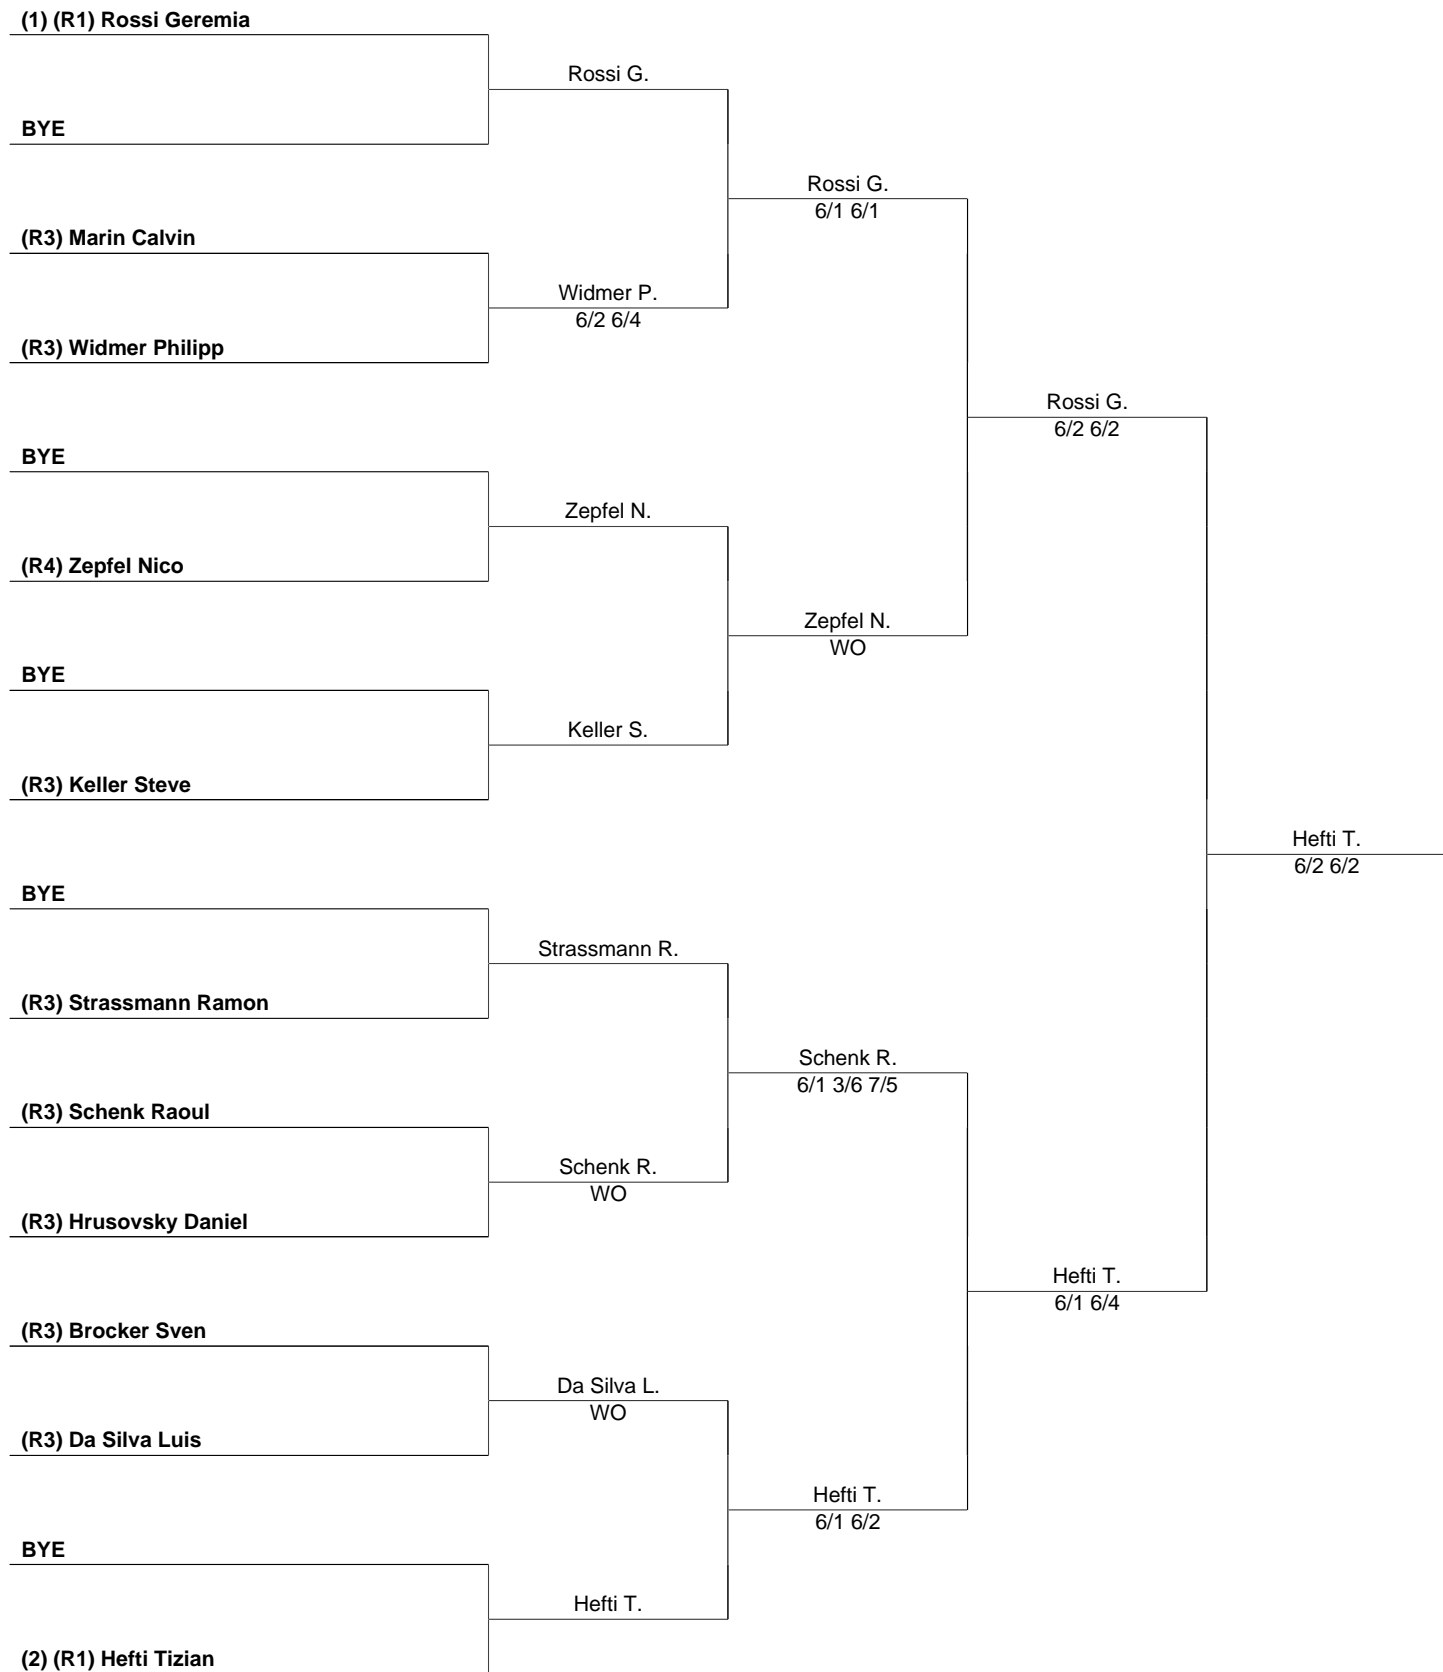 (1) (R1) Rossi Geremia
Rossi G.
BYE
Rossi G.
6/1 6/1
(R3) Marin Calvin
Widmer P.
6/2 6/4
(R3) Widmer Philipp
Rossi G.
6/2 6/2
BYE
Zepfel N.
(R4) Zepfel Nico
Zepfel N.
WO
BYE
Keller S.
(R3) Keller Steve
Hefti T.
6/2 6/2
BYE
Strassmann R.
(R3) Strassmann Ramon
Schenk R.
6/1 3/6 7/5
(R3) Schenk Raoul
Schenk R.
WO
(R3) Hrusovsky Daniel
Hefti T.
6/1 6/4
(R3) Brocker Sven
Da Silva L.
WO
(R3) Da Silva Luis
Hefti T.
6/1 6/2
BYE
Hefti T.
(2) (R1) Hefti Tizian